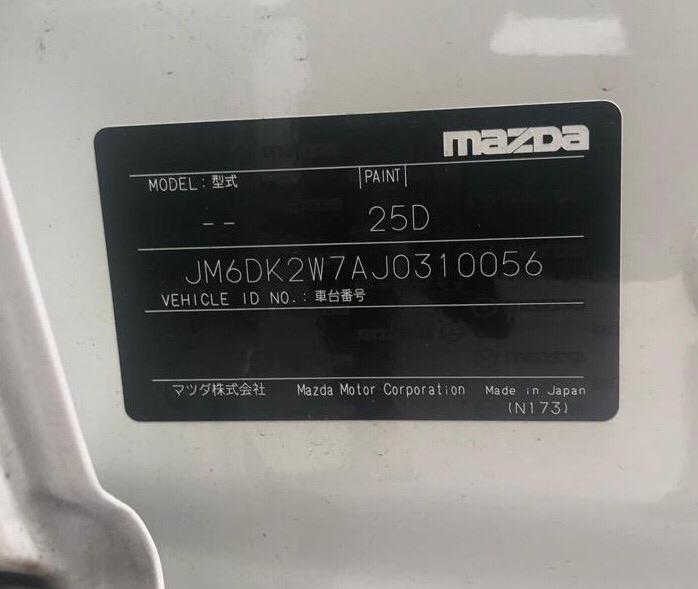 mazda
MODEL:型式 |PAINT|
-- 25D
JM6DK2W7AJ0310056
VEHICLE ID NO.:車台番号
マツダ株式会社 Mazda Motor Corporation Made in Japan
(N173)